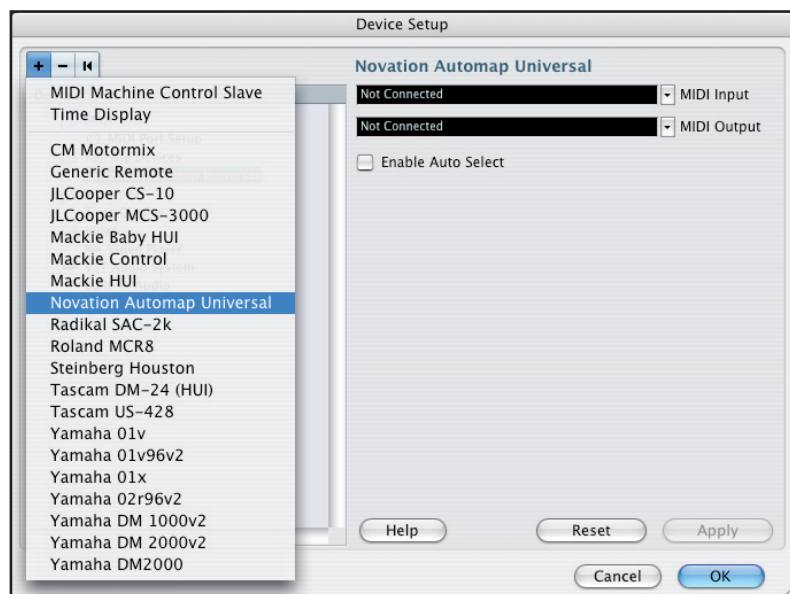 Device Setup
+ −
Novation Automap Universal
MIDI Machine Control Slave
Time Display
CM Motormix
Generic Remote
JLCooper CS-10
JLCooper MCS-3000
Mackie Baby HUI
Mackie Control
Mackie HUI
Novation Automap Universal
Radikal SAC-2k
Roland MCR8
Steinberg Houston
Tascam DM-24 (HUI)
Tascam US-428
Yamaha 01v
Yamaha 01v96v2
Yamaha 01x
Yamaha 02r96v2
Yamaha DM 1000v2
Yamaha DM 2000v2
Yamaha DM2000
Not Connected MIDI Input
Not Connected MIDI Output
Enable Auto Select
Help Reset Apply
Cancel OK